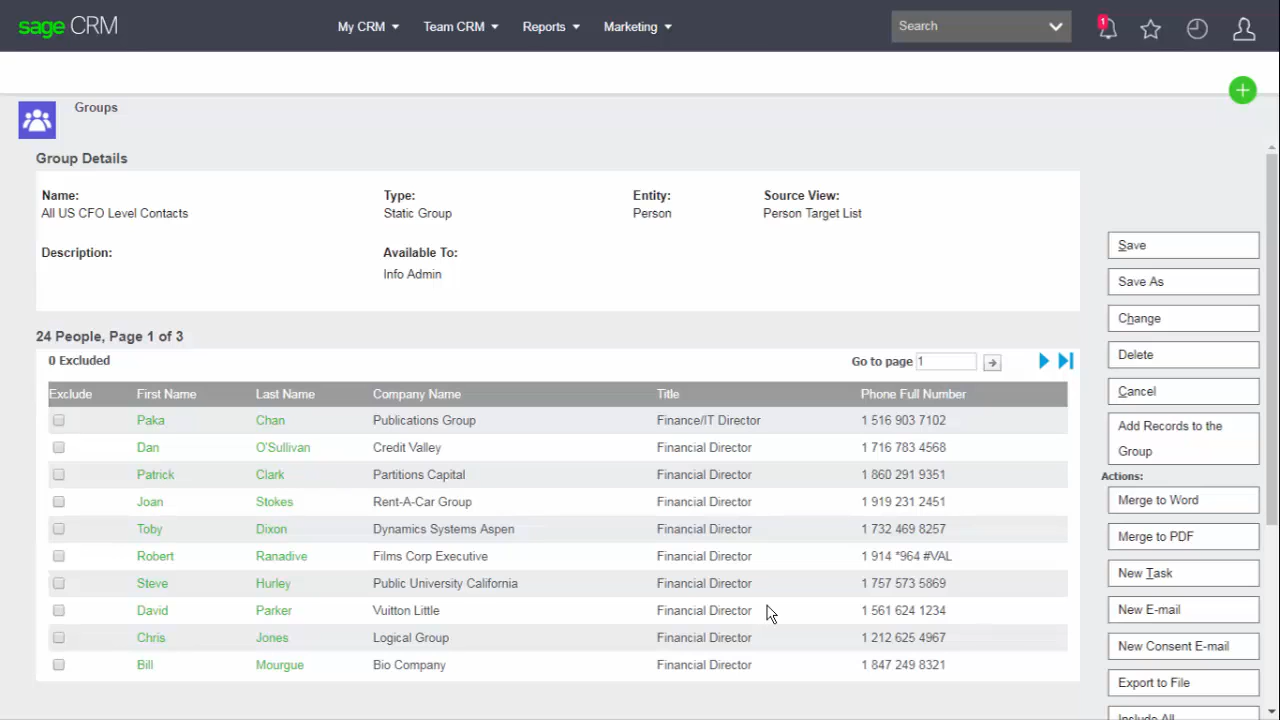 sage CRM
My CRM
Team CRM
Reports
Marketing
Search
1
Groups
Group Details
Name: Type: Entity: Source View:
All US CFO Level Contacts Static Group Person Person Target List
Description: Available To:
Info Admin
24 People, Page 1 of 3
0 Excluded Go to page 1
Exclude First Name Last Name Company Name Title Phone Full Number
Paka Chan Publications Group Finance/IT Director 1 516 903 7102
Dan O'Sullivan Credit Valley Financial Director 1 716 783 4568
Patrick Clark Partitions Capital Financial Director 1 860 291 9351
Joan Stokes Rent-A-Car Group Financial Director 1 919 231 2451
Toby Dixon Dynamics Systems Aspen Financial Director 1 732 469 8257
Robert Ranadive Films Corp Executive Financial Director 1 914 *964 #VAL
Steve Hurley Public University California Financial Director 1 757 573 5869
David Parker Vuitton Little Financial Director 1 561 624 1234
Chris Jones Logical Group Financial Director 1 212 625 4967
Bill Mourgue Bio Company Financial Director 1 847 249 8321
Save
Save As
Change
Delete
Cancel
Add Records to the
Group
Actions:
Merge to Word
Merge to PDF
New Task
New E-mail
New Consent E-mail
Export to File
Include All